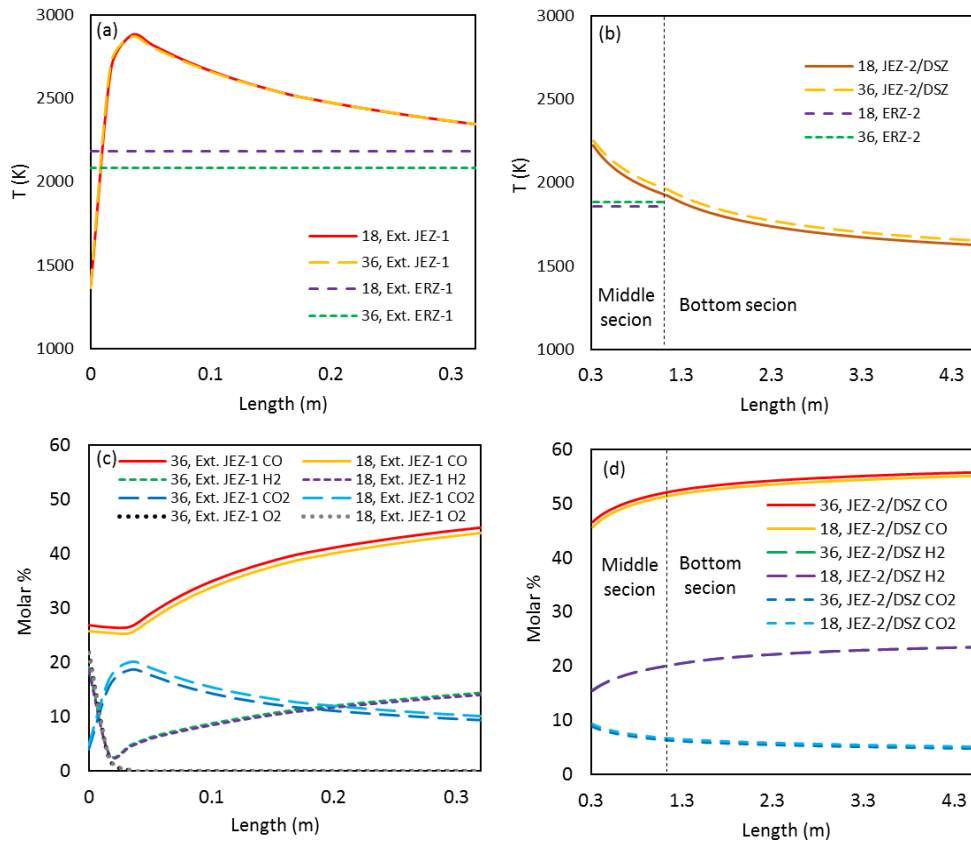 (a)
3000
2500
2000
1500
1000
T (K)
18, Ext. JEZ-1
36, Ext. JEZ-1
18, Ext. ERZ-1
36, Ext. ERZ-1
0 0.1 0.2 0.3
Length (m)
(b)
3000
2500
2000
1500
1000
T (K)
18, JEZ-2/DSZ
36, JEZ-2/DSZ
18, ERZ-2
36, ERZ-2
Middle
secion
Bottom secion
0.3 1.3 2.3 3.3 4.3
Length (m)
(c)
60
50
40
30
20
10
0
Molar %
36, Ext. JEZ-1 CO 18, Ext. JEZ-1 CO
36, Ext. JEZ-1 H2 18, Ext. JEZ-1 H2
36, Ext. JEZ-1 CO2 18, Ext. JEZ-1 CO2
36, Ext. JEZ-1 O2 18, Ext. JEZ-1 O2
0 0.1 0.2 0.3
Length (m)
(d)
60
50
40
30
20
10
0
Molar %
Middle
secion
Bottom
secion
36, JEZ-2/DSZ CO
18, JEZ-2/DSZ CO
36, JEZ-2/DSZ H2
18, JEZ-2/DSZ H2
36, JEZ-2/DSZ CO2
18, JEZ-2/DSZ CO2
0.3 1.3 2.3 3.3 4.3
Length (m)